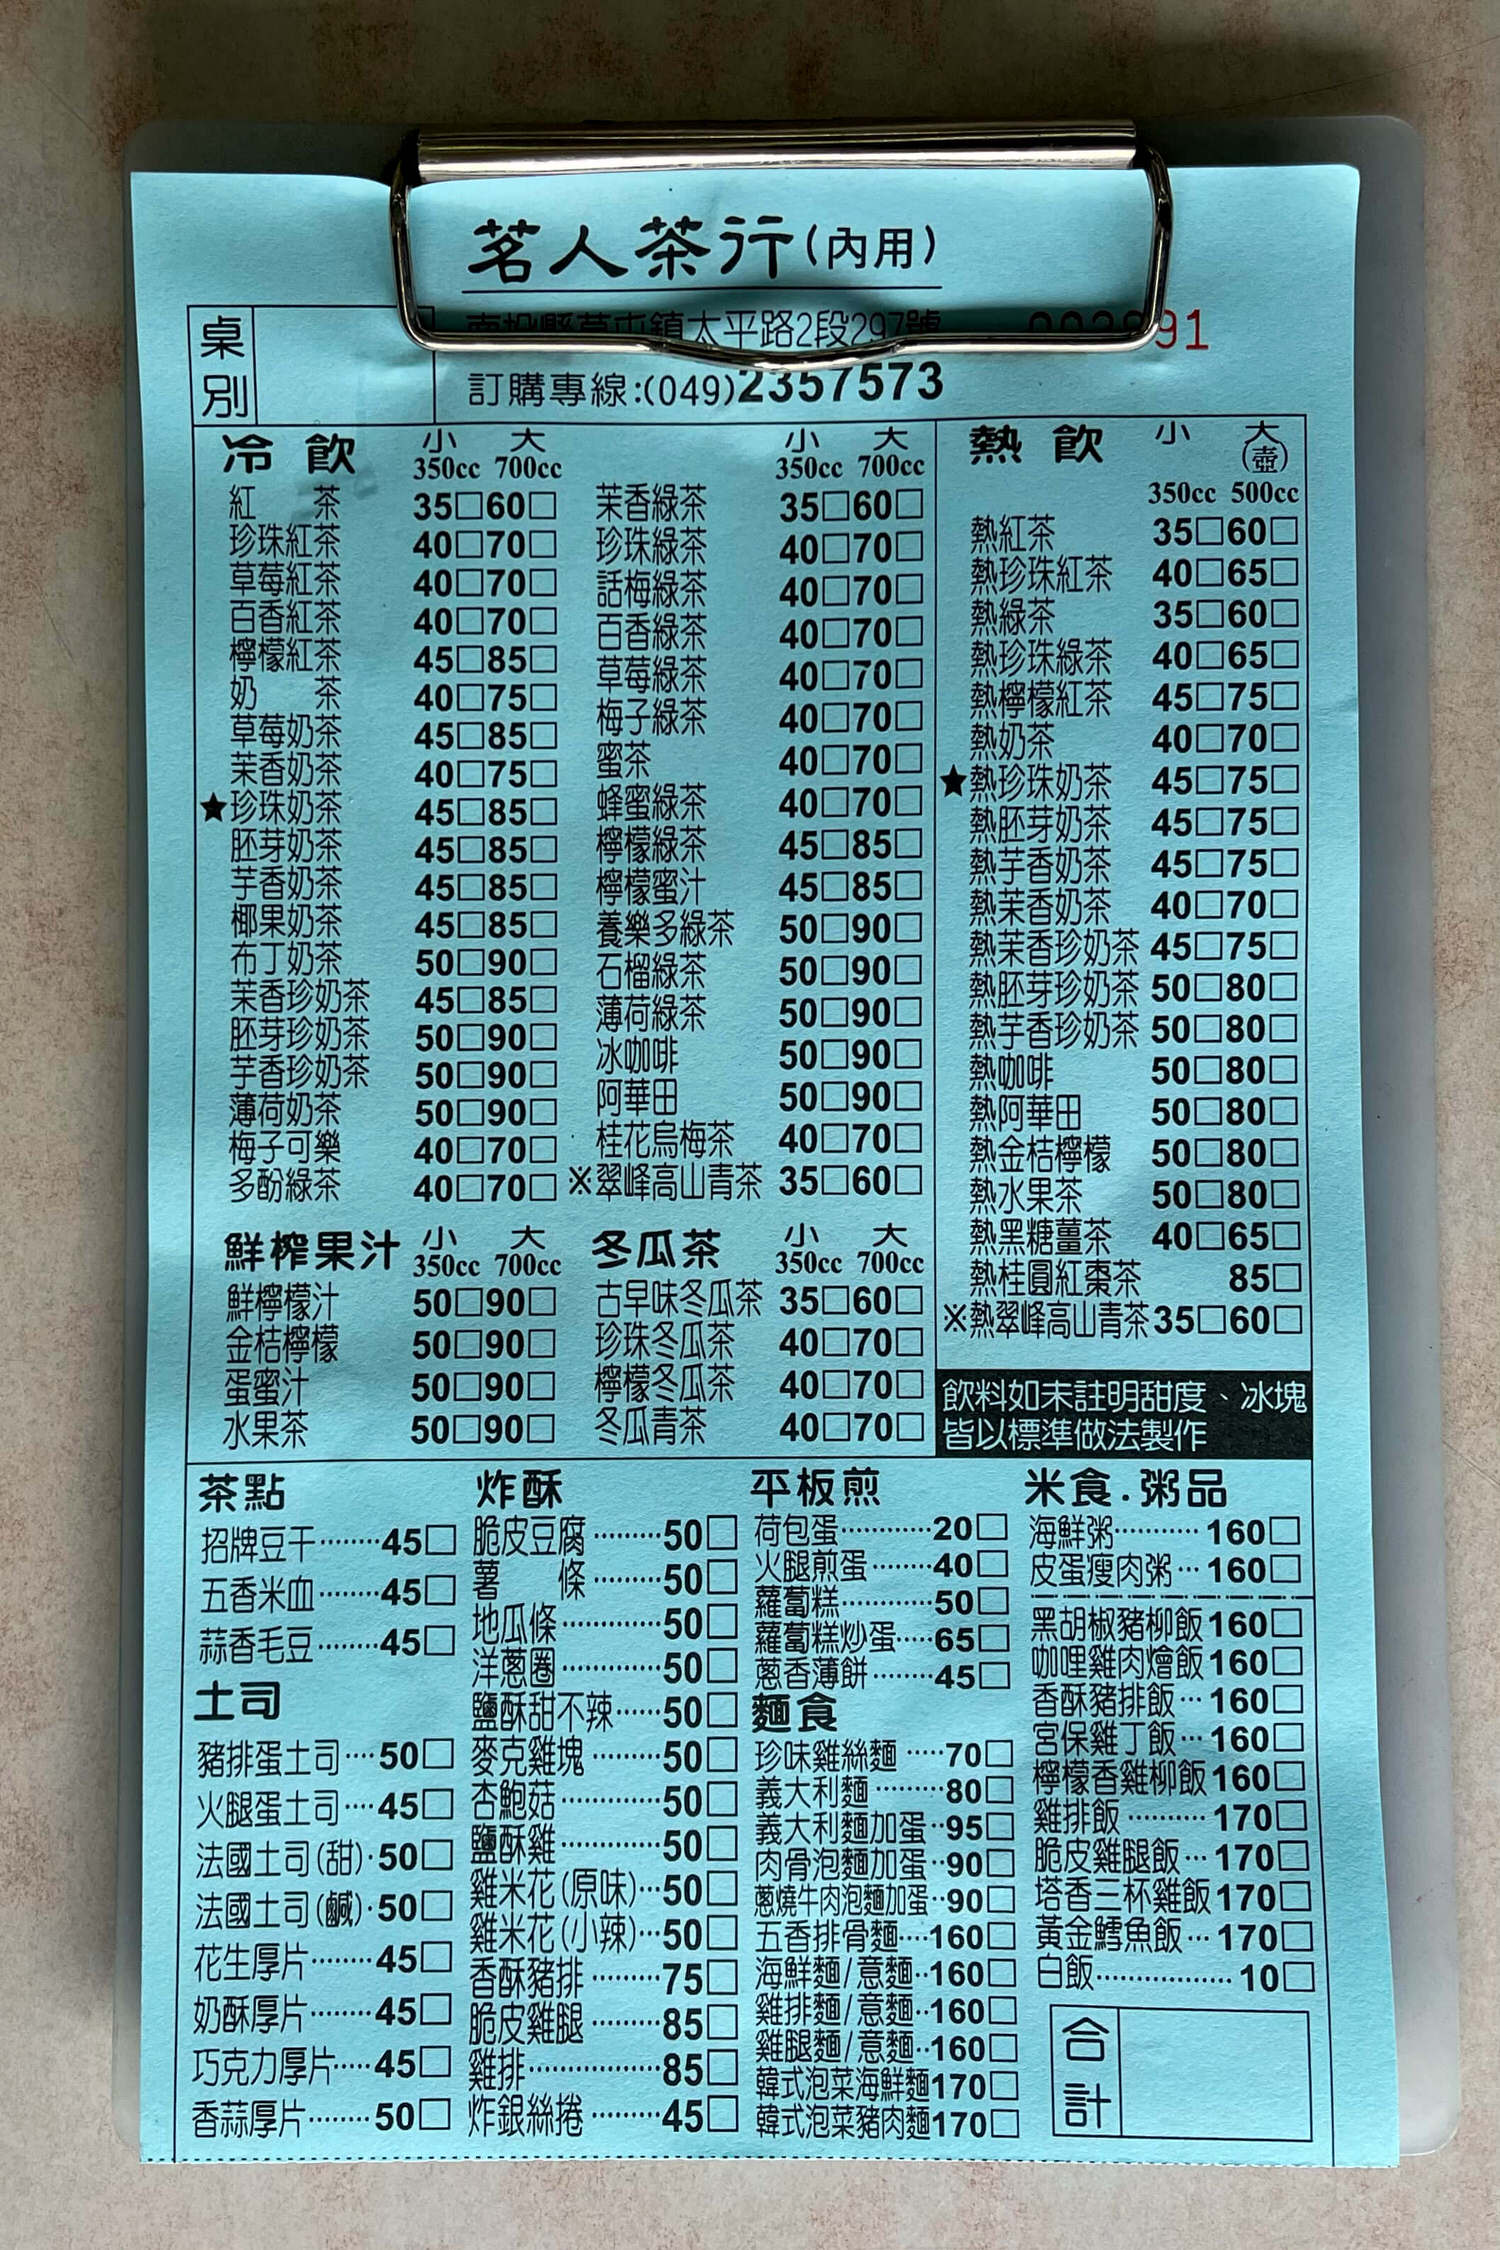 茗人茶行(內用)
南投縣草屯鎮太平路2段297號
91
訂購專線:(049)2357573
桌別
冷飲 小 350cc 大 700cc
紅茶 35□60□
珍珠紅茶 40□70□
草莓紅茶 40□70□
百香紅茶 40□70□
檸檬紅茶 45□85□
奶茶 40□75□
草莓奶茶 45□85□
茉香奶茶 40□75□
★珍珠奶茶 45□85□
胚芽奶茶 45□85□
芋香奶茶 45□85□
椰果奶茶 45□85□
布丁奶茶 50□90□
茉香珍奶茶 45□85□
胚芽珍奶茶 50□90□
芋香珍奶茶 50□90□
薄荷奶茶 50□90□
梅子可樂 40□70□
多酚綠茶 40□70□
小 350cc 大 700cc
茉香綠茶 35□60□
珍珠綠茶 40□70□
話梅綠茶 40□70□
百香綠茶 40□70□
草莓綠茶 40□70□
梅子綠茶 40□70□
蜜茶 40□70□
蜂蜜綠茶 40□70□
檸檬綠茶 45□85□
檸檬蜜汁 45□85□
養樂多綠茶 50□90□
石榴綠茶 50□90□
薄荷綠茶 50□90□
冰咖啡 50□90□
阿華田 50□90□
桂花烏梅茶 40□70□
※翠峰高山青茶 35□60□
鮮榨果汁 小 350cc 大 700cc
鮮檸檬汁 50□90□
金桔檸檬 50□90□
蛋蜜汁 50□90□
水果茶 50□90□
冬瓜茶 小 350cc 大 700cc
古早味冬瓜茶 35□60□
珍珠冬瓜茶 40□70□
檸檬冬瓜茶 40□70□
冬瓜青茶 40□70□
熱飲 小 350cc 大(壺) 500cc
熱紅茶 35□60□
熱珍珠紅茶 40□65□
熱綠茶 35□60□
熱珍珠綠茶 40□65□
熱檸檬紅茶 45□75□
熱奶茶 40□70□
★熱珍珠奶茶 45□75□
熱胚芽奶茶 45□75□
熱芋香奶茶 45□75□
熱茉香奶茶 40□70□
熱茉香珍奶茶 45□75□
熱胚芽珍奶茶 50□80□
熱芋香珍奶茶 50□80□
熱咖啡 50□80□
熱阿華田 50□80□
熱金桔檸檬 50□80□
熱水果茶 50□80□
熱黑糖薑茶 40□65□
熱桂圓紅棗茶 85□
※熱翠峰高山青茶 35□60□
飲料如未註明甜度、冰塊
皆以標準做法製作
茶點
招牌豆干········45□
五香米血········45□
蒜香毛豆········45□
土司
豬排蛋土司····50□
火腿蛋土司····45□
法國土司(甜)·50□
法國土司(鹹)·50□
花生厚片········45□
奶酥厚片········45□
巧克力厚片·····45□
香蒜厚片········50□
炸酥
脆皮豆腐·········50□
薯條·········50□
地瓜條·············50□
洋蔥圈·············50□
鹽酥甜不辣······50□
麥克雞塊·········50□
杏鮑菇·············50□
鹽酥雞·············50□
雞米花(原味)···50□
雞米花(小辣)···50□
香酥豬排·········75□
脆皮雞腿·········85□
雞排·················85□
炸銀絲捲·········45□
平板煎
荷包蛋············20□
火腿煎蛋········40□
蘿蔔糕············50□
蘿蔔糕炒蛋·····65□
蔥香薄餅········45□
麵食
珍味雞絲麵·····70□
義大利麵·········80□
義大利麵加蛋··95□
肉骨泡麵加蛋··90□
蔥燒牛肉泡麵加蛋··90□
五香排骨麵····160□
海鮮麵/意麵··160□
雞排麵/意麵··160□
雞腿麵/意麵··160□
韓式泡菜海鮮麵170□
韓式泡菜豬肉麵170□
米食.粥品
海鮮粥···········160□
皮蛋瘦肉粥···160□
黑胡椒豬柳飯160□
咖哩雞肉燴飯160□
香酥豬排飯···160□
宮保雞丁飯···160□
檸檬香雞柳飯160□
雞排飯··········170□
脆皮雞腿飯···170□
塔香三杯雞飯170□
黃金鱈魚飯···170□
白飯·················10□
合計